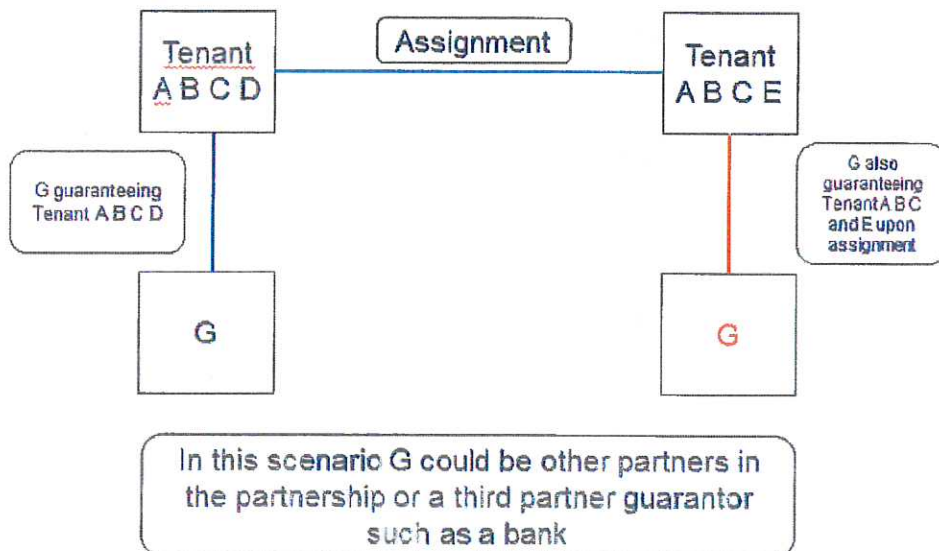 Assignment
Tenant
A B C D
Tenant
A B C E
G guaranteeing
Tenant A B C D
G also
guaranteeing
Tenant A B C
and E upon
assignment
G
G
In this scenario G could be other partners in
the partnership or a third partner guarantor
such as a bank